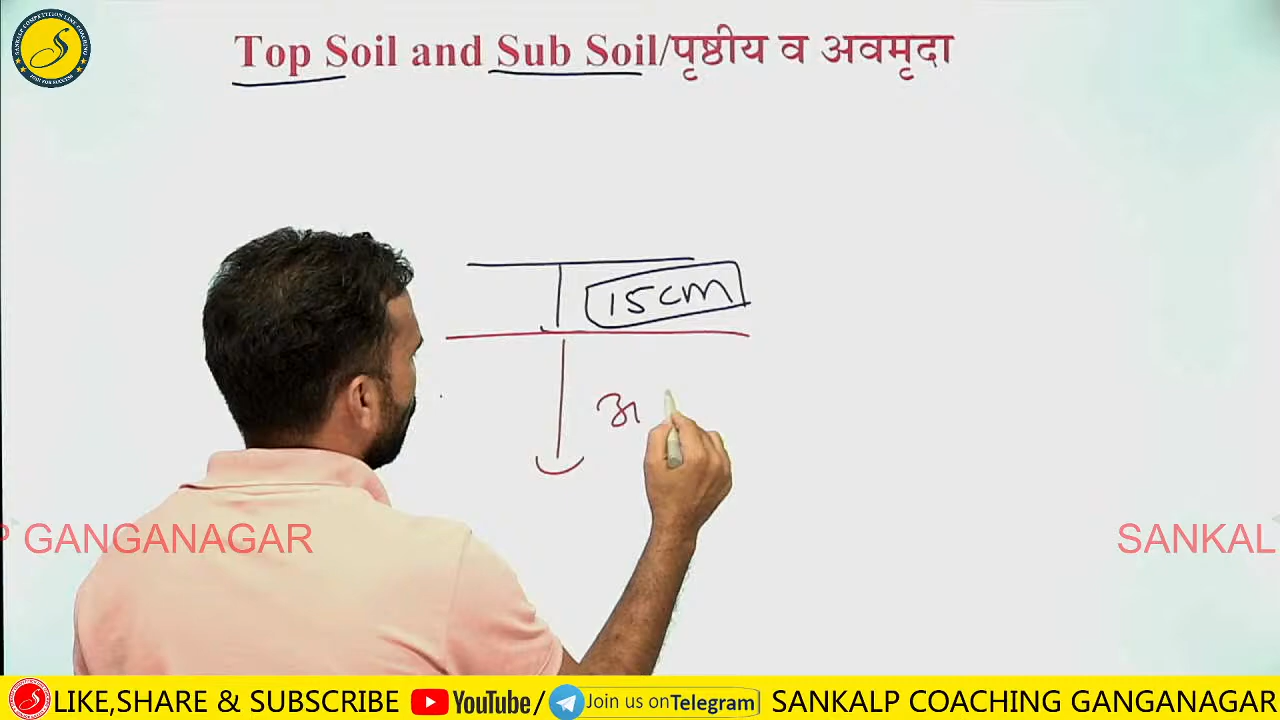 Top Soil and Sub Soil/पृष्ठीय व अवमृदा
15cm
अ
P GANGANAGAR
SANKAL
LIKE,SHARE & SUBSCRIBE YouTube / Join us on Telegram SANKALP COACHING GANGANAGAR